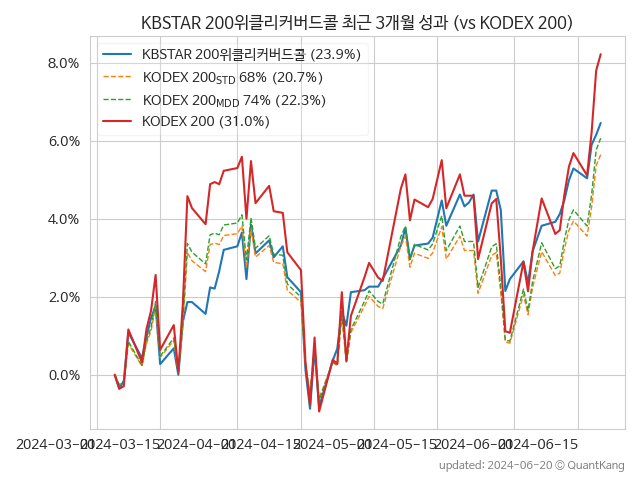 KBSTAR 200위클리커버드콜 최근 3개월 성과 (vs KODEX 200)
KBSTAR 200위클리커버드콜 (23.9%)
KODEX 200STD 68% (20.7%)
KODEX 200MDD 74% (22.3%)
KODEX 200 (31.0%)
8.0%
6.0%
4.0%
2.0%
0.0%
2024-03-01 2024-03-15 2024-04-01 2024-04-15 2024-05-01 2024-05-15 2024-06-01 2024-06-15
updated: 2024-06-20 © QuantKang